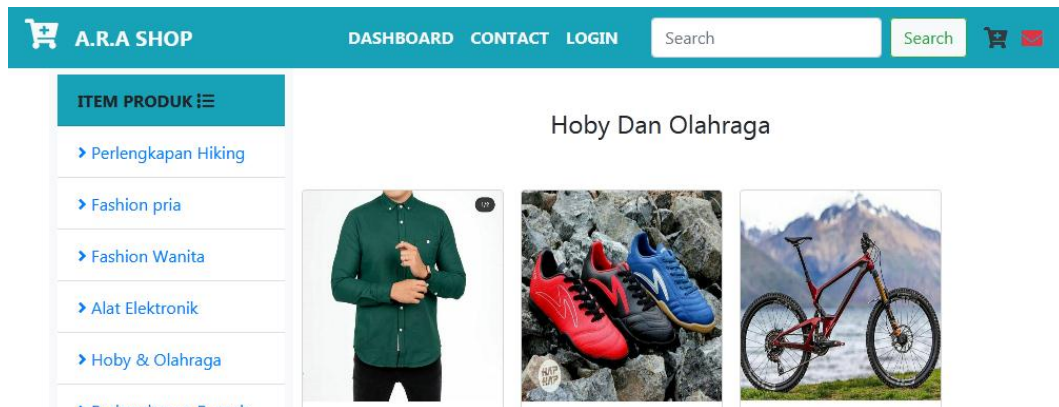 A.R.A SHOP
DASHBOARD CONTACT LOGIN
Search
Search
ITEM PRODUK
Perlengkapan Hiking
Fashion pria
Fashion Wanita
Alat Elektronik
Hoby & Olahraga
Hoby Dan Olahraga